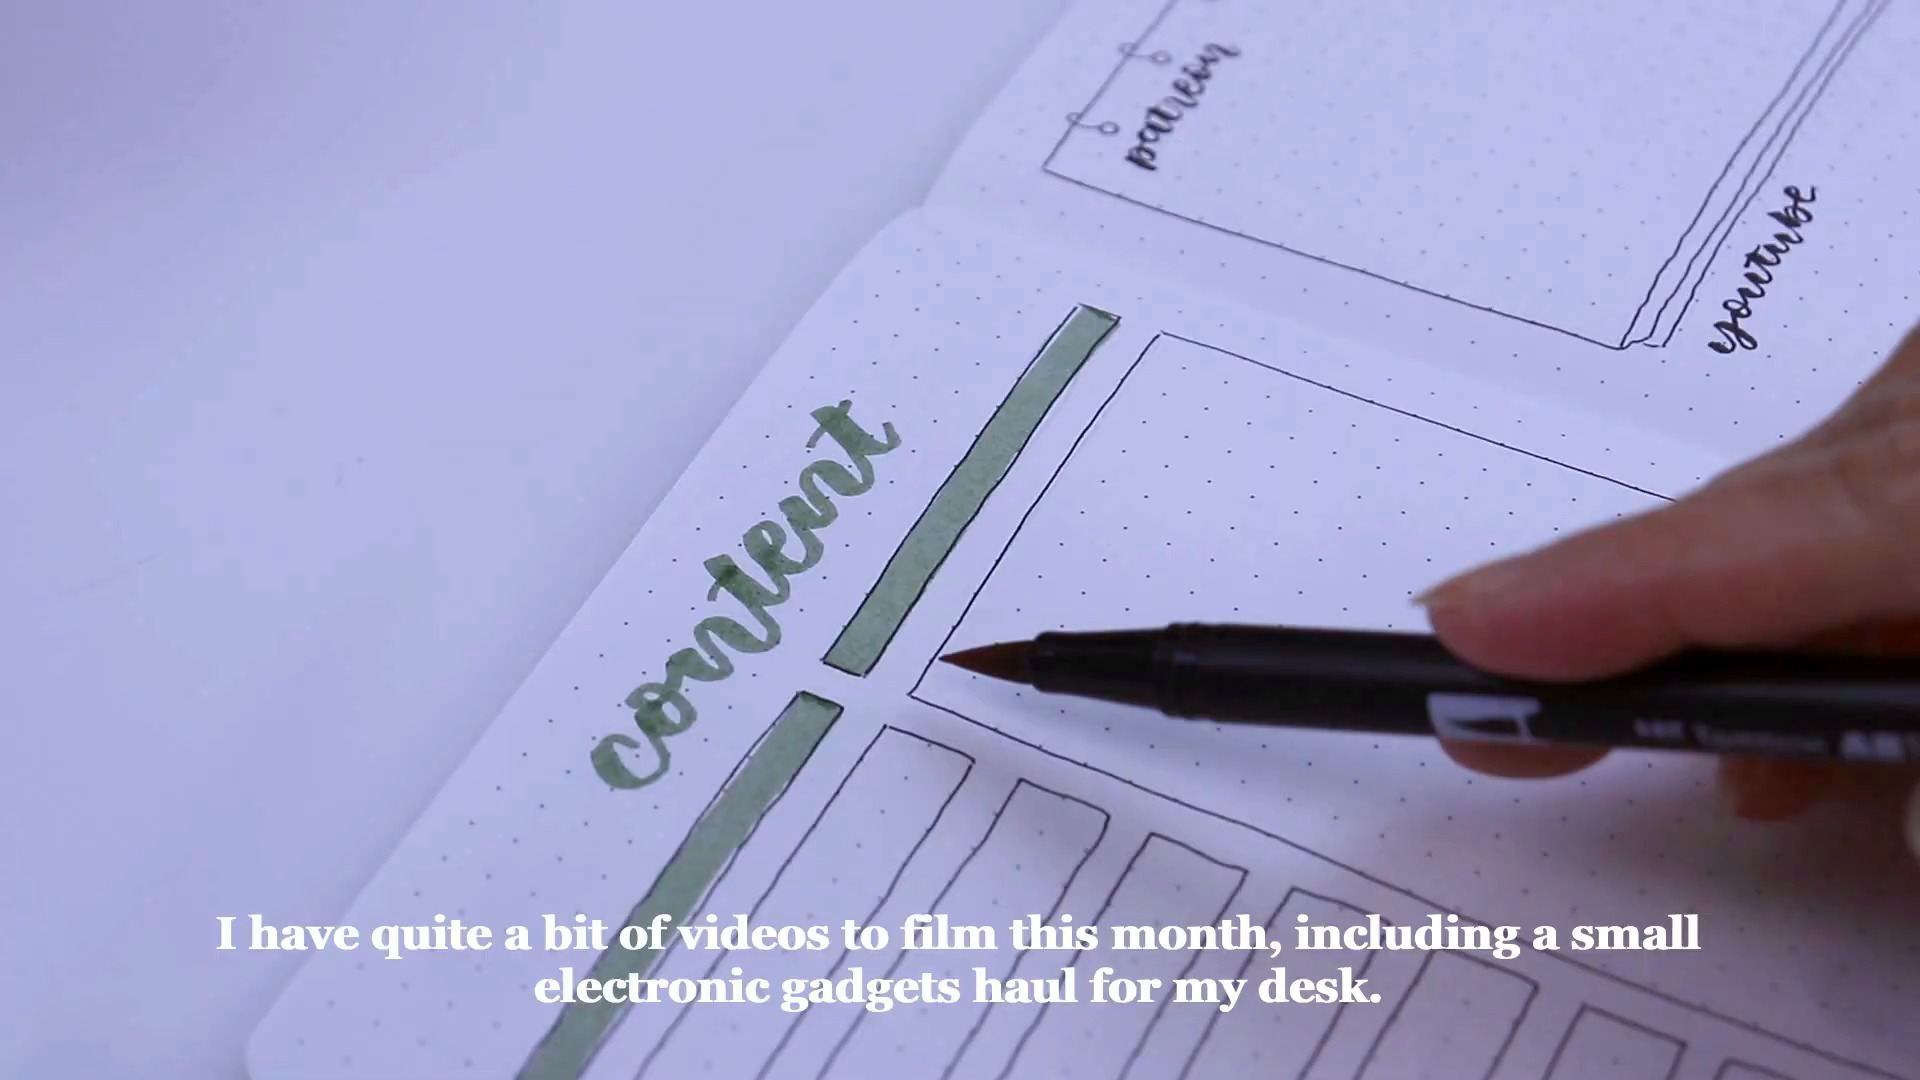 patreon
youtube
content
I have quite a bit of videos to film this month, including a small
electronic gadgets haul for my desk.